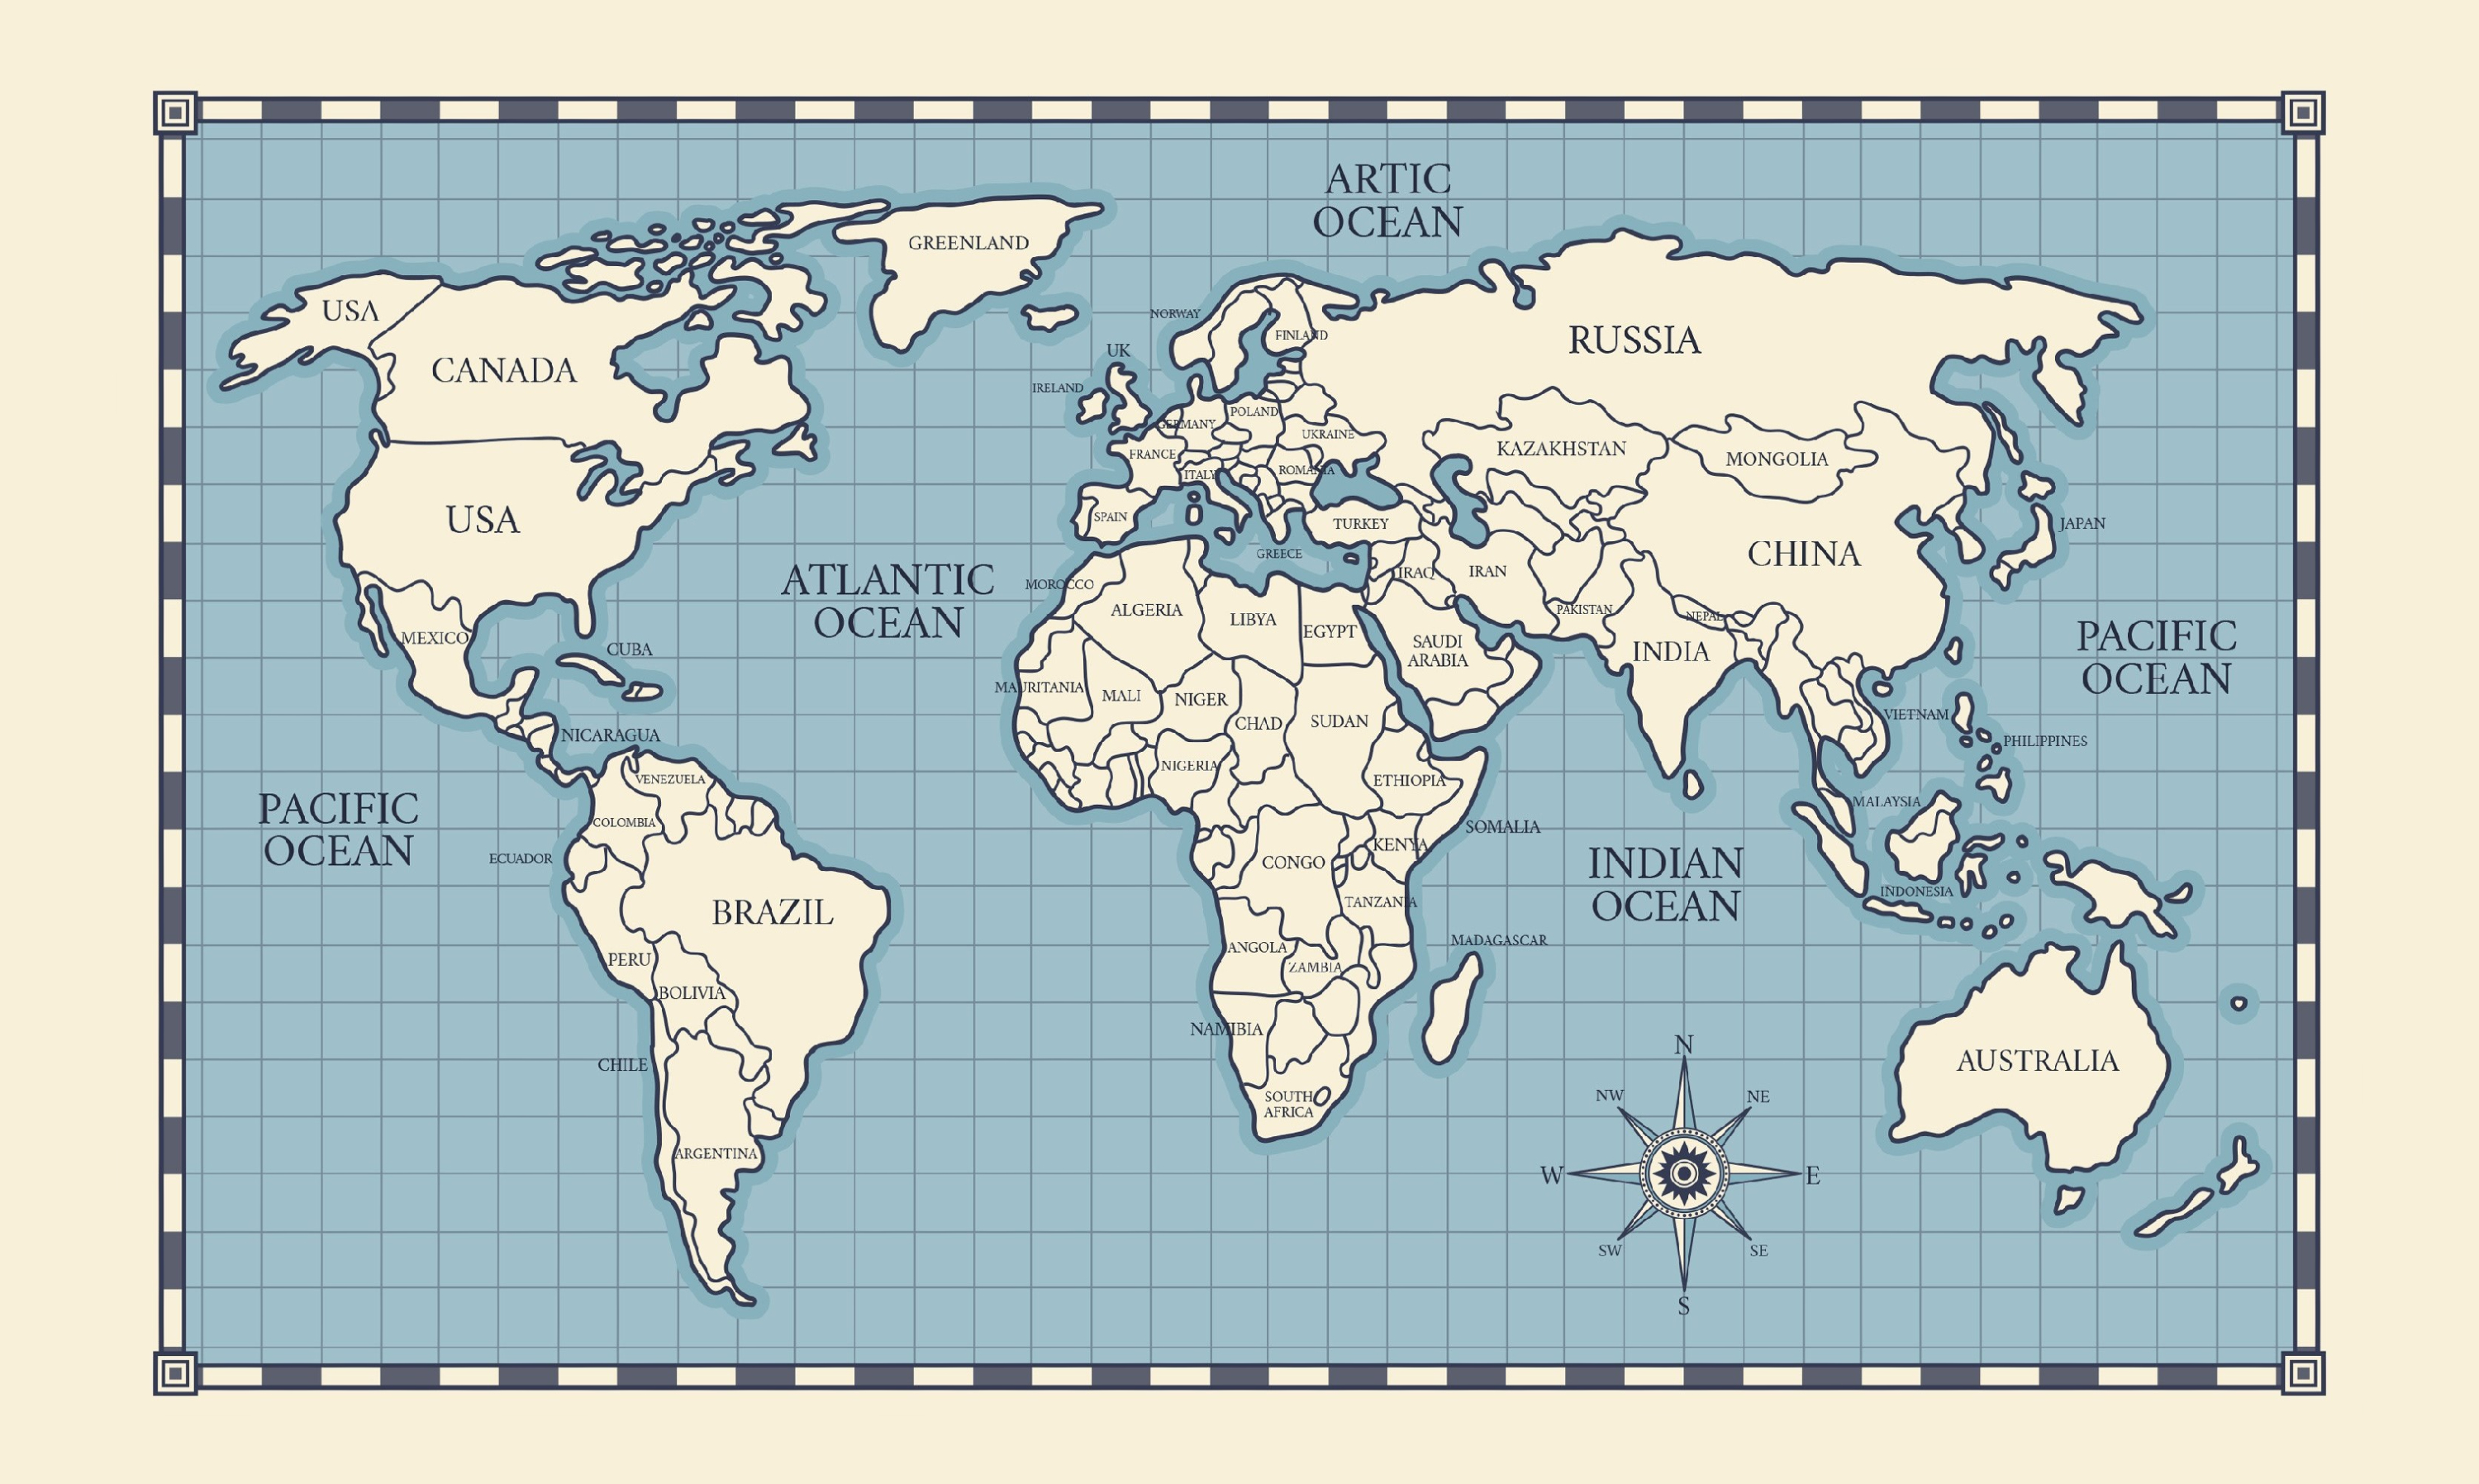 ARTIC
OCEAN
GREENLAND
USA
NORWAY
FINLAND
RUSSIA
UK
CANADA
IRELAND
POLAND
GERMANY
UKRAINE
KAZAKHSTAN
FRANCE
MONGOLIA
ROMANIA
ITALY
USA
SPAIN
TURKEY
JAPAN
GREECE
CHINA
IRAQ
IRAN
ATLANTIC
OCEAN
MOROCCO
ALGERIA
PAKISTAN
NEPAL
LIBYA
EGYPT
MEXICO
SAUDI
ARABIA
PACIFIC
OCEAN
CUBA
INDIA
MAURITANIA
MALI
NIGER
VIETNAM
CHAD
SUDAN
NICARAGUA
PHILIPPINES
NIGERIA
VENEZUELA
ETHIOPIA
MALAYSIA
PACIFIC
OCEAN
COLOMBIA
SOMALIA
KENYA
ECUADOR
CONGO
INDIAN
OCEAN
INDONESIA
TANZANIA
BRAZIL
MADAGASCAR
ANGOLA
PERU
ZAMBIA
BOLIVIA
NAMIBIA
N
AUSTRALIA
CHILE
NW
NE
SOUTH
AFRICA
ARGENTINA
W
E
SW
SE
S